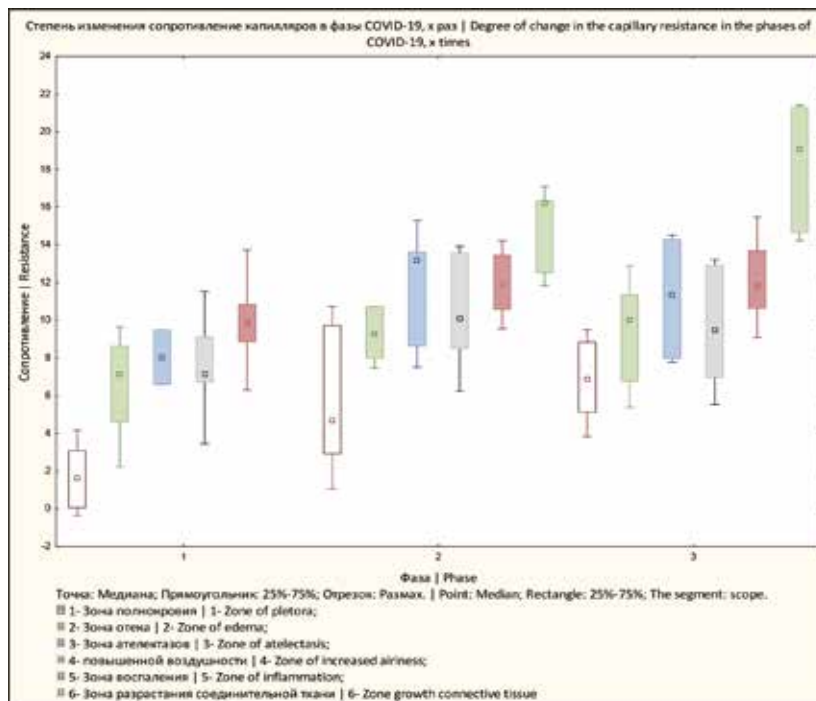 Степень изменения сопротивление капилляров в фазы COVID-19, х раз | Degree of change in the capillary resistance in the phases of
COVID-19, x times
24
22
20
18
16
14
12
10
8
6
4
2
0
-2
Сопротивление | Resistance
1 2 3
Фаза | Phase
Точка: Медиана; Прямоугольник: 25%-75%; Отрезок: Размах. | Point: Median; Rectangle: 25%-75%; The segment: scope.
1- Зона полнокровия | 1- Zone of pletora;
2- Зона отека | 2- Zone of edema;
3- Зона ателектазов | 3- Zone of atelectasis;
4- повышенной воздушности | 4- Zone of increased airiness;
5- Зона воспаления | 5- Zone of inflammation;
6- Зона разрастания соединительной ткани | 6- Zone growth connective tissue